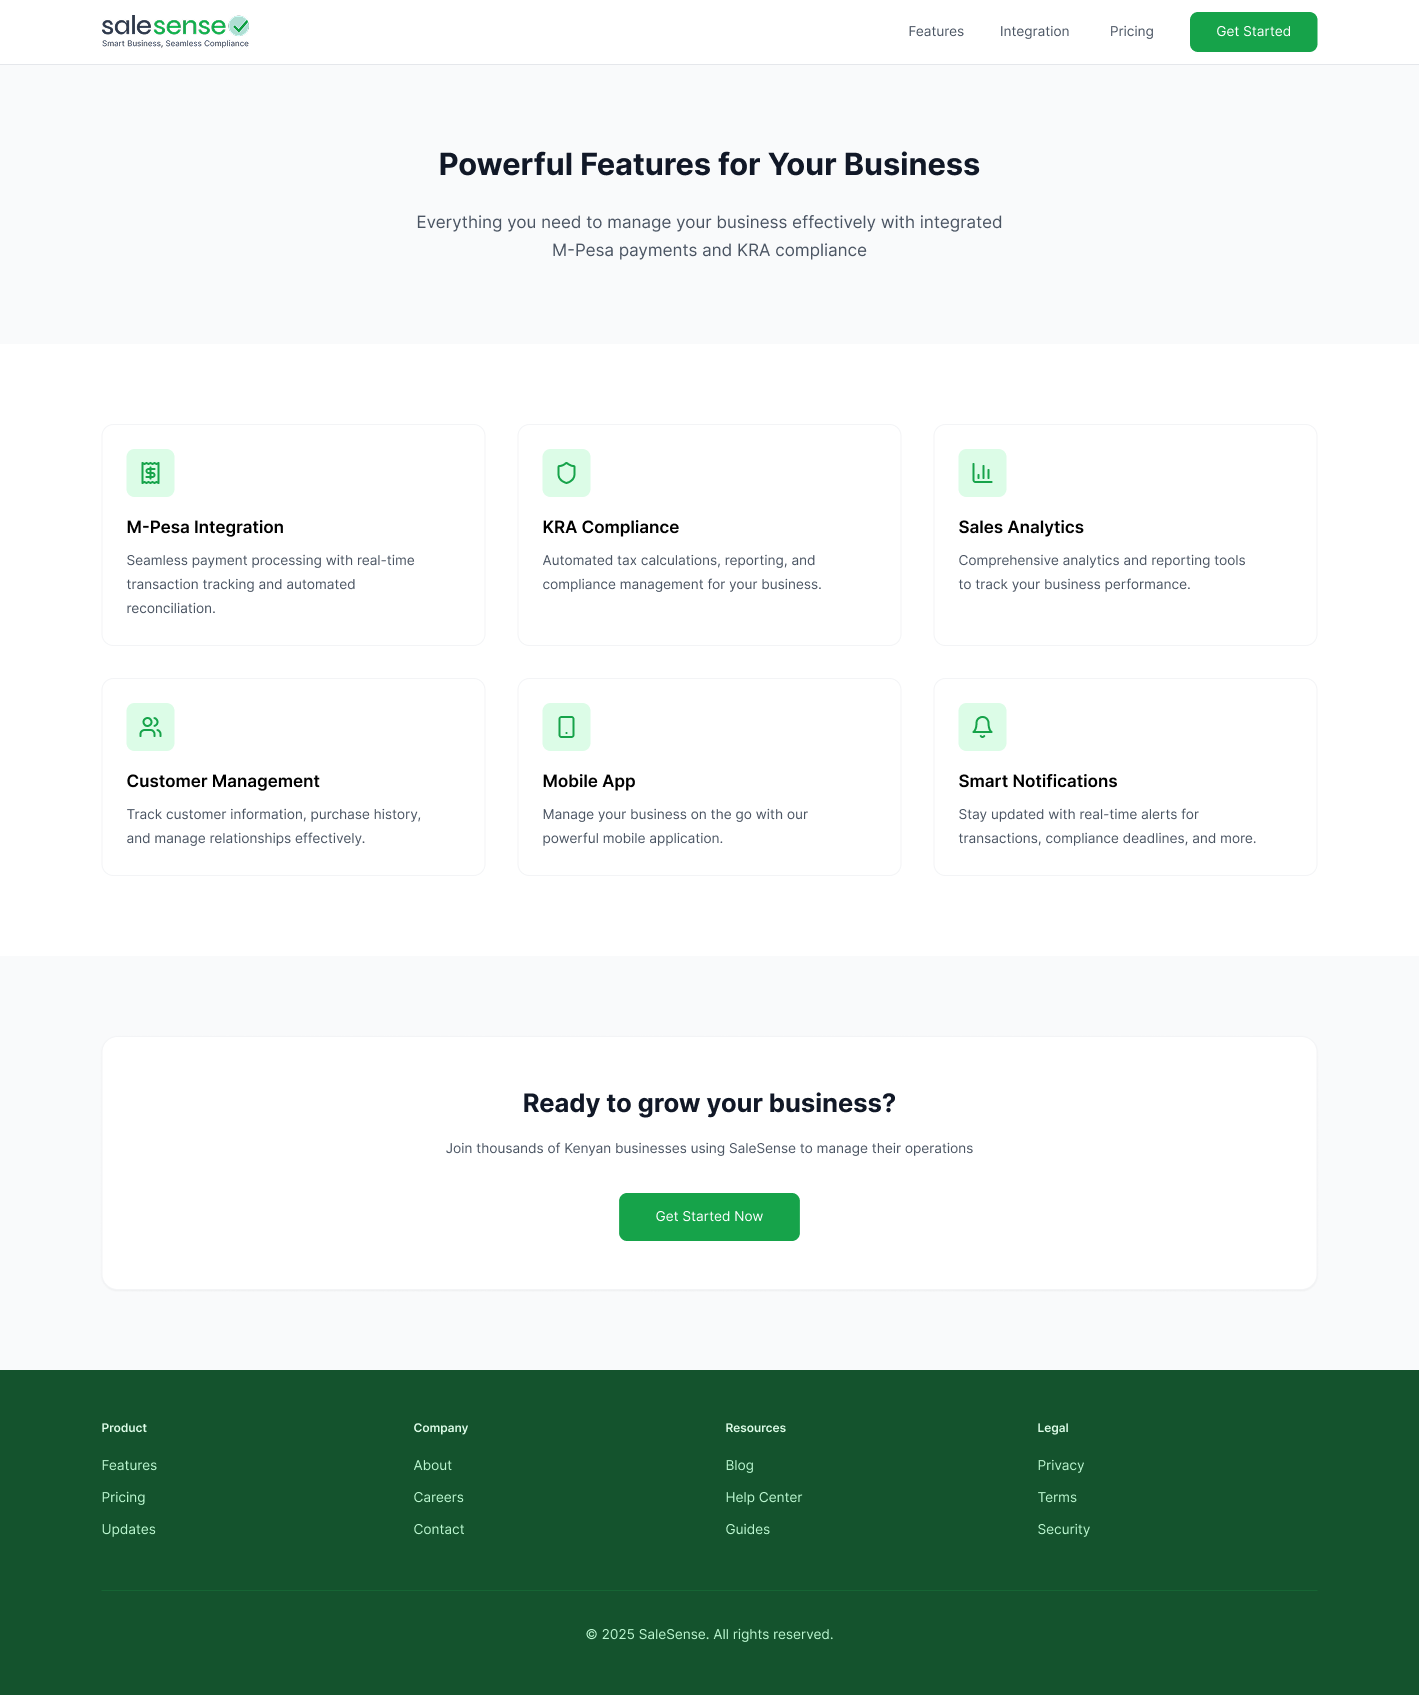 salesense
Smart Business, Seamless Compliance
Features
Integration
Pricing
Get Started
Powerful Features for Your Business
Everything you need to manage your business effectively with integrated
M-Pesa payments and KRA compliance
M-Pesa Integration
Seamless payment processing with real-time
transaction tracking and automated
reconciliation.
KRA Compliance
Automated tax calculations, reporting, and
compliance management for your business.
Sales Analytics
Comprehensive analytics and reporting tools
to track your business performance.
Customer Management
Track customer information, purchase history,
and manage relationships effectively.
Mobile App
Manage your business on the go with our
powerful mobile application.
Smart Notifications
Stay updated with real-time alerts for
transactions, compliance deadlines, and more.
Ready to grow your business?
Join thousands of Kenyan businesses using SaleSense to manage their operations
Get Started Now
Product
Features
Pricing
Updates
Company
About
Careers
Contact
Resources
Blog
Help Center
Guides
Legal
Privacy
Terms
Security
© 2025 SaleSense. All rights reserved.